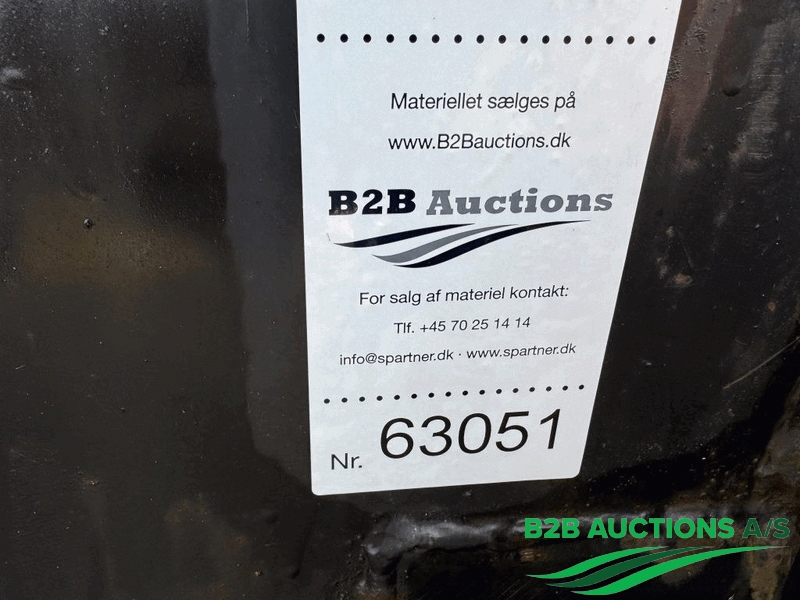 Materiellet sælges på
www.B2Bauctions.dk
B2B Auctions
For salg af materiel kontakt:
Tlf. +45 70 25 14 14
info@spartner.dk · www.spartner.dk
Nr. 63051
B2B AUCTIONS A/S